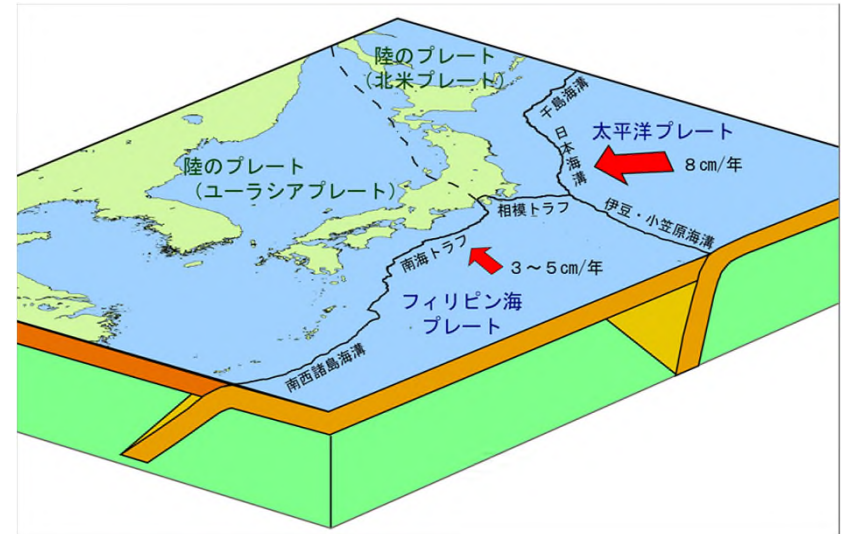 陸のプレート
（北米プレート）
千島海溝
日本海溝
太平洋プレート
8cm/年
陸のプレート
（ユーラシアプレート）
相模トラフ
伊豆・小笠原海溝
南海トラフ
3～5cm/年
フィリピン海
プレート
南西諸島海溝